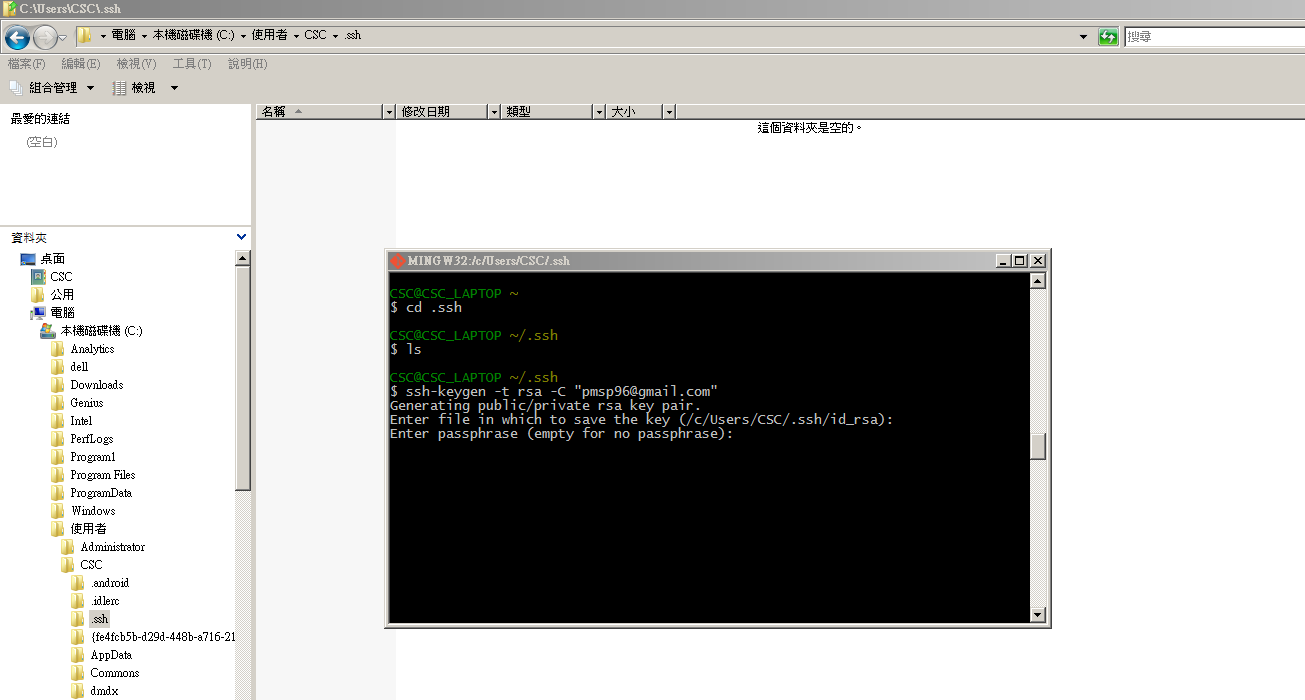 C:\Users\CSC\.ssh
電腦 本機磁碟機 (C:) 使用者 CSC .ssh
搜尋
檔案(F) 編輯(E) 檢視(V) 工具(T) 說明(H)
組合管理 檢視
最愛的連結
(空白)
名稱 修改日期 類型 大小
這個資料夾是空的。
資料夾
桌面
CSC
公用
電腦
本機磁碟機 (C:)
Analytics
dell
Downloads
Genius
Intel
PerfLogs
Program1
Program Files
ProgramData
Windows
使用者
Administrator
CSC
.android
.idlerc
.ssh
{fe4fcb5b-d29d-448b-a716-21
AppData
Commons
dmdx
MINGW32:/c/Users/CSC/.ssh
CSC@CSC_LAPTOP ~
$ cd .ssh
CSC@CSC_LAPTOP ~/.ssh
$ ls
CSC@CSC_LAPTOP ~/.ssh
$ ssh-keygen -t rsa -C "pmsp96@gmail.com"
Generating public/private rsa key pair.
Enter file in which to save the key (/c/Users/CSC/.ssh/id_rsa):
Enter passphrase (empty for no passphrase):